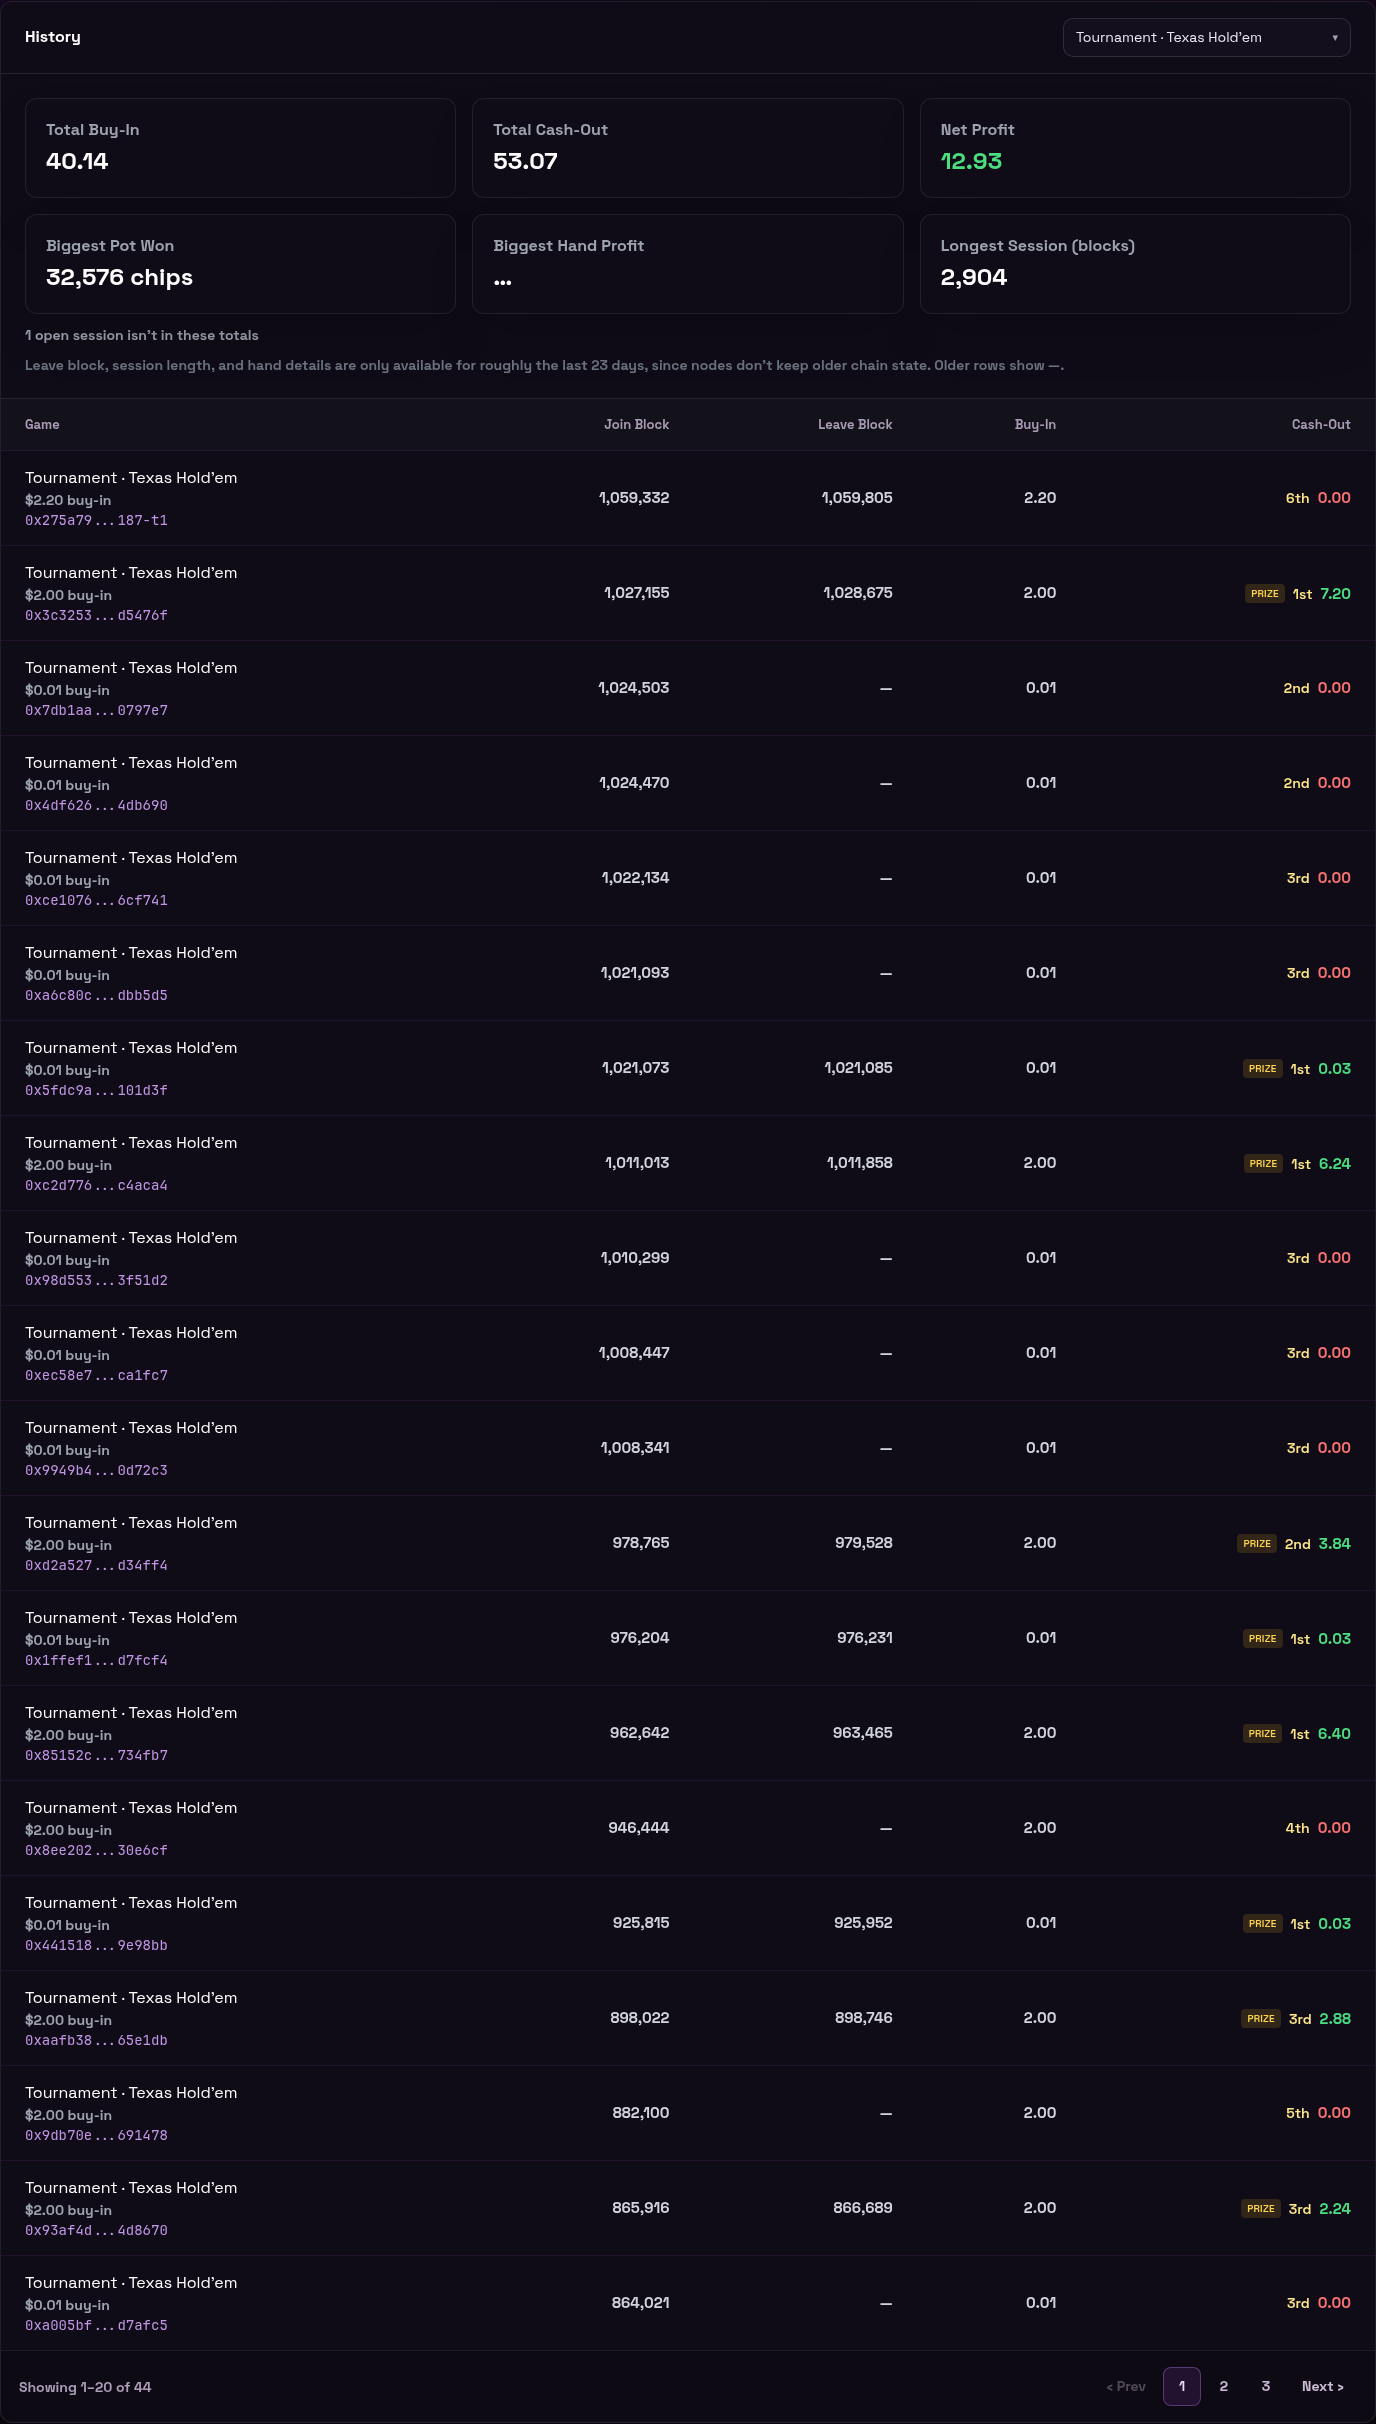 History
Tournament · Texas Hold'em ▾
Total Buy-In
40.14
Total Cash-Out
53.07
Net Profit
12.93
Biggest Pot Won
32,576 chips
Biggest Hand Profit
…
Longest Session (blocks)
2,904
1 open session isn't in these totals
Leave block, session length, and hand details are only available for roughly the last 23 days, since nodes don't keep older chain state. Older rows show —.
Game Join Block Leave Block Buy-In Cash-Out
Tournament · Texas Hold'em
$2.20 buy-in
0x275a79...187-t1
1,059,332 1,059,805 2.20 6th 0.00
Tournament · Texas Hold'em
$2.00 buy-in
0x3c3253...d5476f
1,027,155 1,028,675 2.00 PRIZE 1st 7.20
Tournament · Texas Hold'em
$0.01 buy-in
0x7db1aa...0797e7
1,024,503 — 0.01 2nd 0.00
Tournament · Texas Hold'em
$0.01 buy-in
0x4df626...4db690
1,024,470 — 0.01 2nd 0.00
Tournament · Texas Hold'em
$0.01 buy-in
0xce1076...6cf741
1,022,134 — 0.01 3rd 0.00
Tournament · Texas Hold'em
$0.01 buy-in
0xa6c80c...dbb5d5
1,021,093 — 0.01 3rd 0.00
Tournament · Texas Hold'em
$0.01 buy-in
0x5fdc9a...101d3f
1,021,073 1,021,085 0.01 PRIZE 1st 0.03
Tournament · Texas Hold'em
$2.00 buy-in
0xc2d776...c4aca4
1,011,013 1,011,858 2.00 PRIZE 1st 6.24
Tournament · Texas Hold'em
$0.01 buy-in
0x98d553...3f51d2
1,010,299 — 0.01 3rd 0.00
Tournament · Texas Hold'em
$0.01 buy-in
0xec58e7...ca1fc7
1,008,447 — 0.01 3rd 0.00
Tournament · Texas Hold'em
$0.01 buy-in
0x9949b4...0d72c3
1,008,341 — 0.01 3rd 0.00
Tournament · Texas Hold'em
$2.00 buy-in
0xd2a527...d34ff4
978,765 979,528 2.00 PRIZE 2nd 3.84
Tournament · Texas Hold'em
$0.01 buy-in
0x1ffef1...d7fcf4
976,204 976,231 0.01 PRIZE 1st 0.03
Tournament · Texas Hold'em
$2.00 buy-in
0x85152c...734fb7
962,642 963,465 2.00 PRIZE 1st 6.40
Tournament · Texas Hold'em
$2.00 buy-in
0x8ee202...30e6cf
946,444 — 2.00 4th 0.00
Tournament · Texas Hold'em
$0.01 buy-in
0x441518...9e98bb
925,815 925,952 0.01 PRIZE 1st 0.03
Tournament · Texas Hold'em
$2.00 buy-in
0xaafb38...65e1db
898,022 898,746 2.00 PRIZE 3rd 2.88
Tournament · Texas Hold'em
$2.00 buy-in
0x9db70e...691478
882,100 — 2.00 5th 0.00
Tournament · Texas Hold'em
$2.00 buy-in
0x93af4d...4d8670
865,916 866,689 2.00 PRIZE 3rd 2.24
Tournament · Texas Hold'em
$0.01 buy-in
0xa005bf...d7afc5
864,021 — 0.01 3rd 0.00
Showing 1–20 of 44
‹ Prev 1 2 3 Next ›